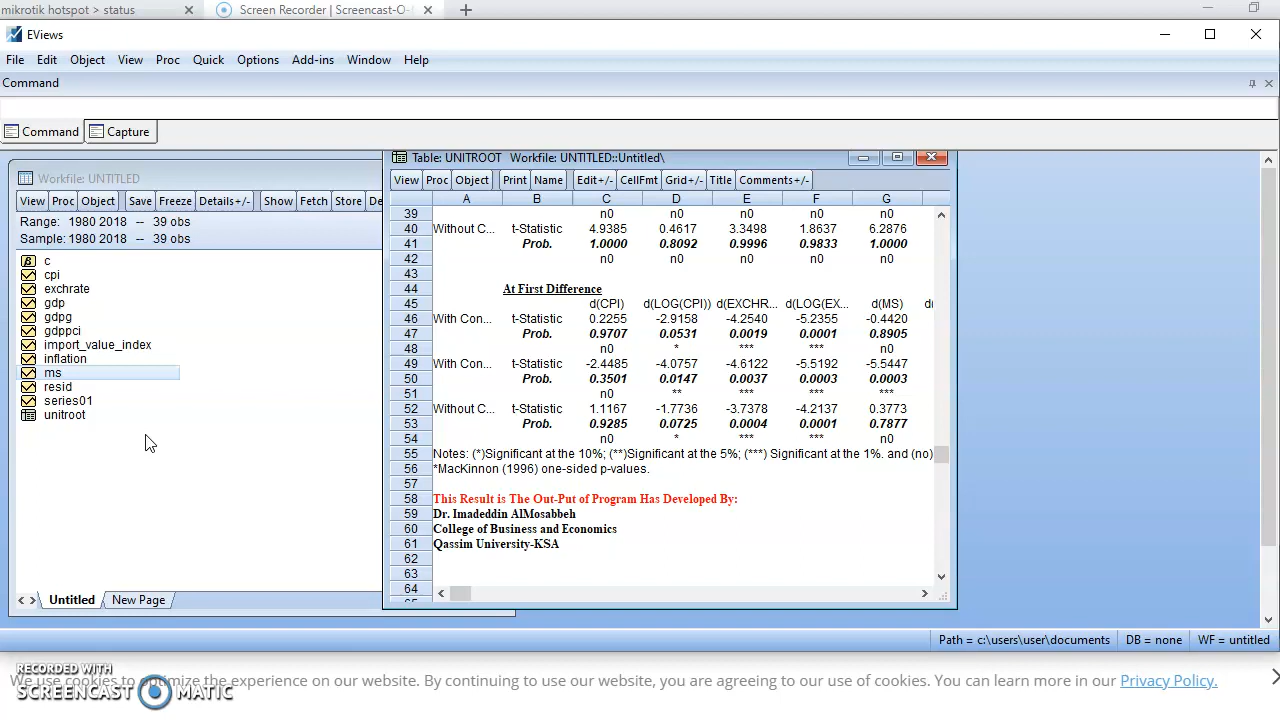 mikrotik hotspot > status
Screen Recorder | Screencast-O-
EViews
File Edit Object View Proc Quick Options Add-ins Window Help
Command
Command Capture
Workfile: UNTITLED
View Proc Object Save Freeze Details+/- Show Fetch Store De
Range: 1980 2018 -- 39 obs
Sample: 1980 2018 -- 39 obs
c
cpi
exchrate
gdp
gdpg
gdppci
import_value_index
inflation
ms
resid
series01
unitroot
Untitled New Page
Table: UNITROOT Workfile: UNTITLED::Untitled\
View Proc Object Print Name Edit+/- CellFmt Grid+/- Title Comments+/-
A B C D E F G
39 n0 n0 n0 n0 n0
40 Without C... t-Statistic 4.9385 0.4617 3.3498 1.8637 6.2876
41 Prob. 1.0000 0.8092 0.9996 0.9833 1.0000
42 n0 n0 n0 n0 n0
43
44 At First Difference
45 d(CPI) d(LOG(CPI)) d(EXCHR... d(LOG(EX... d(MS) d(
46 With Con... t-Statistic 0.2255 -2.9158 -4.2540 -5.2355 -0.4420
47 Prob. 0.9707 0.0531 0.0019 0.0001 0.8905
48 n0 * *** *** n0
49 With Con... t-Statistic -2.4485 -4.0757 -4.6122 -5.5192 -5.5447
50 Prob. 0.3501 0.0147 0.0037 0.0003 0.0003
51 n0 ** *** *** ***
52 Without C... t-Statistic 1.1167 -1.7736 -3.7378 -4.2137 0.3773
53 Prob. 0.9285 0.0725 0.0004 0.0001 0.7877
54 n0 * *** *** n0
55 Notes: (*)Significant at the 10%; (**)Significant at the 5%; (***) Significant at the 1%. and (no)
56 *MacKinnon (1996) one-sided p-values.
57
58 This Result is The Out-Put of Program Has Developed By:
59 Dr. Imadeddin AlMosabbeh
60 College of Business and Economics
61 Qassim University-KSA
62
63
64
Path = c:\users\user\documents DB = none WF = untitled
We use cookies to optimize the experience on our website. By continuing to use our website, you are agreeing to our use of cookies. You can learn more in our Privacy Policy.
RECORDED WITH
SCREENCAST MATIC